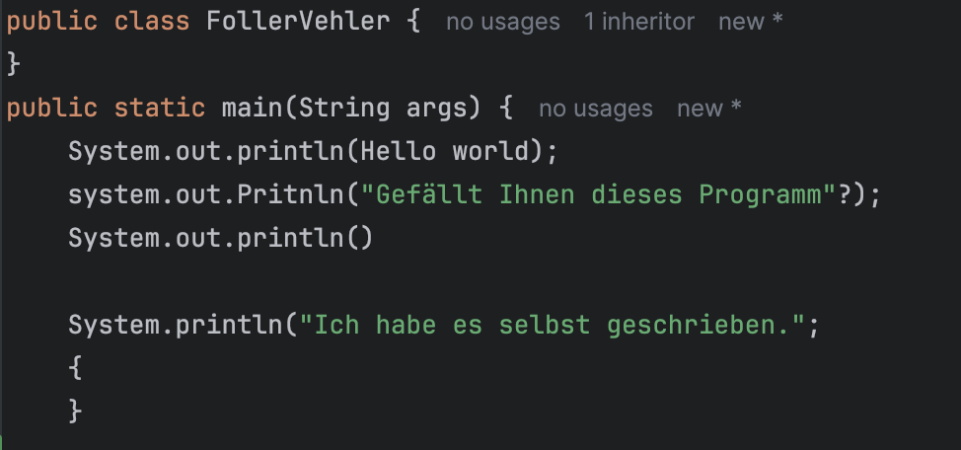 public class FollerVehler {   no usages   1 inheritor   new *
}
public static main(String args) {   no usages   new *
    System.out.println(Hello world);
    system.out.Pritnln("Gefällt Ihnen dieses Programm"?);
    System.out.println()

    System.println("Ich habe es selbst geschrieben.";
    {
    }